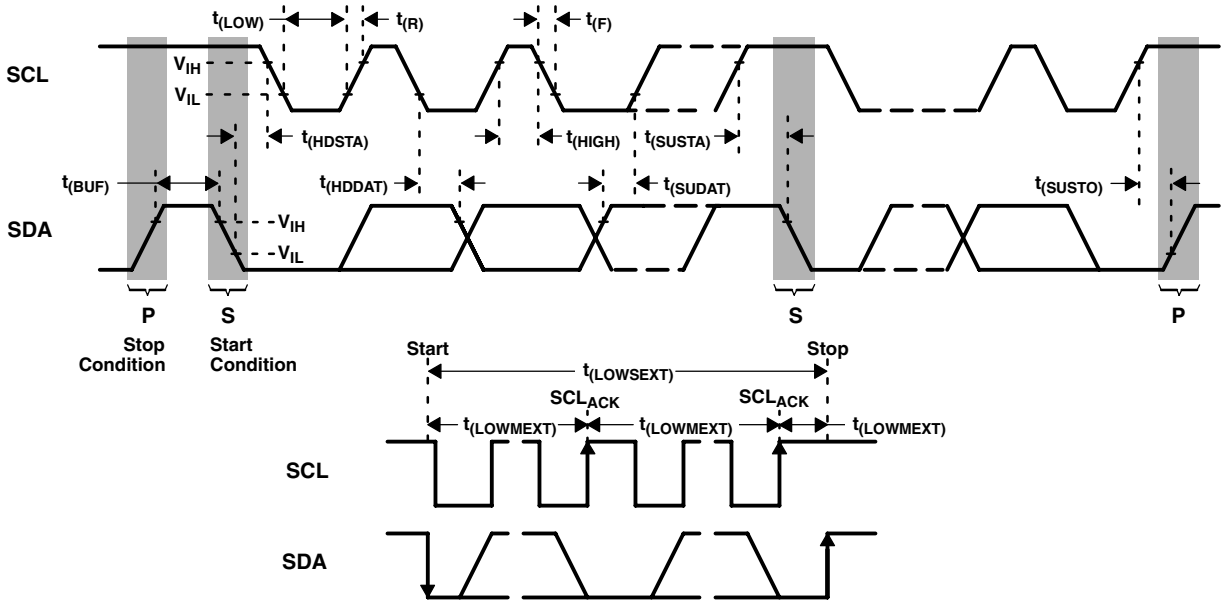 t(LOW) t(R) t(F)
SCL
VIH
VIL
t(HDSTA) t(HIGH) t(SUSTA)
t(BUF) t(HDDAT) t(SUDAT) t(SUSTO)
SDA
VIH
VIL
P S S P
Stop Condition
Start Condition
Start Stop
t(LOWSEXT)
SCLACK SCLACK
t(LOWMEXT) t(LOWMEXT) t(LOWMEXT)
SCL
SDA